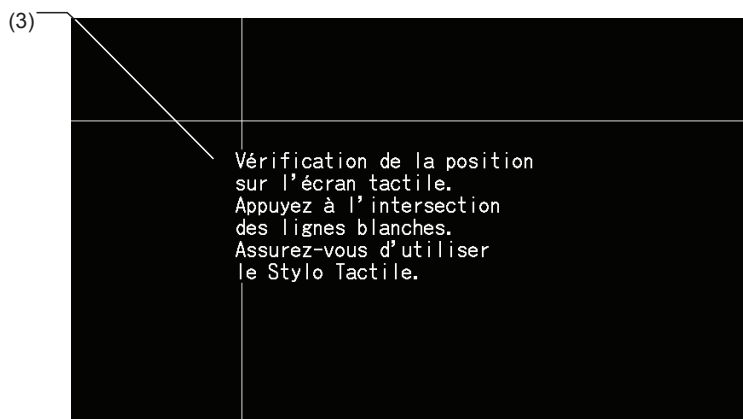 (3)
Vérification de la position
sur l'écran tactile.
Appuyez à l'intersection
des lignes blanches.
Assurez-vous d'utiliser
le Stylo Tactile.